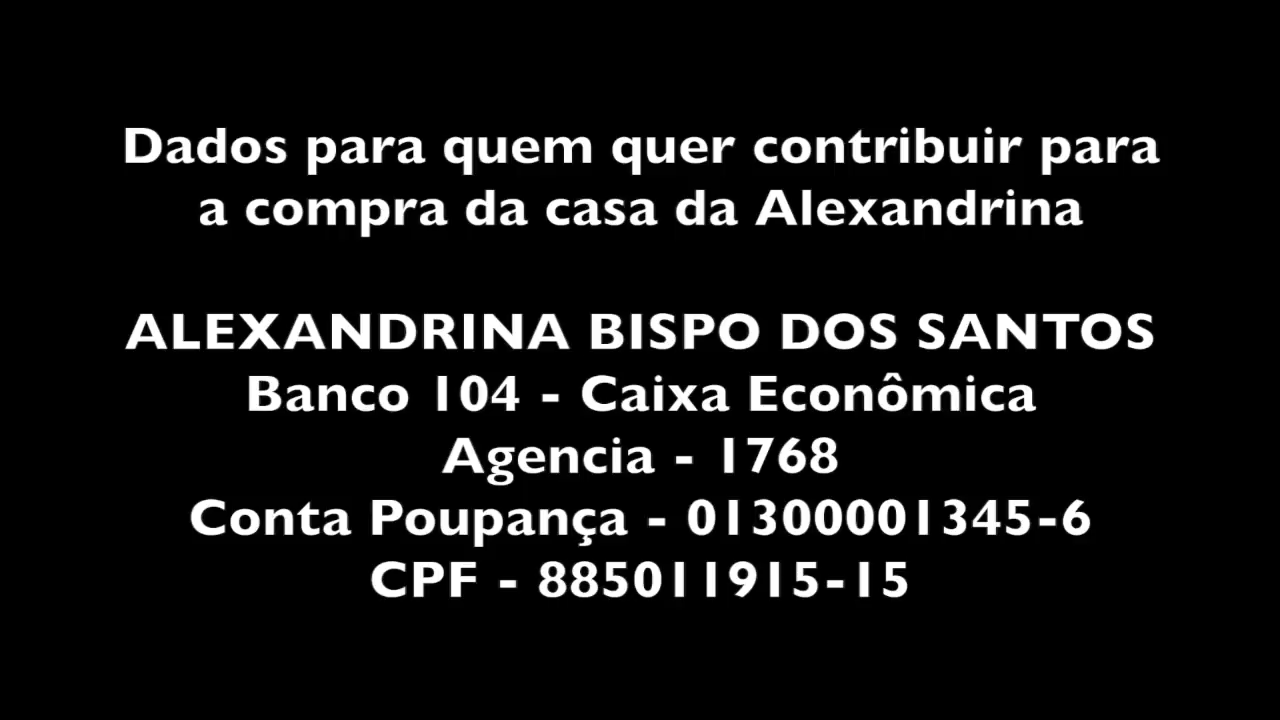 Dados para quem quer contribuir para
a compra da casa da Alexandrina
ALEXANDRINA BISPO DOS SANTOS
Banco 104 - Caixa Econômica
Agencia - 1768
Conta Poupança - 01300001345-6
CPF - 885011915-15